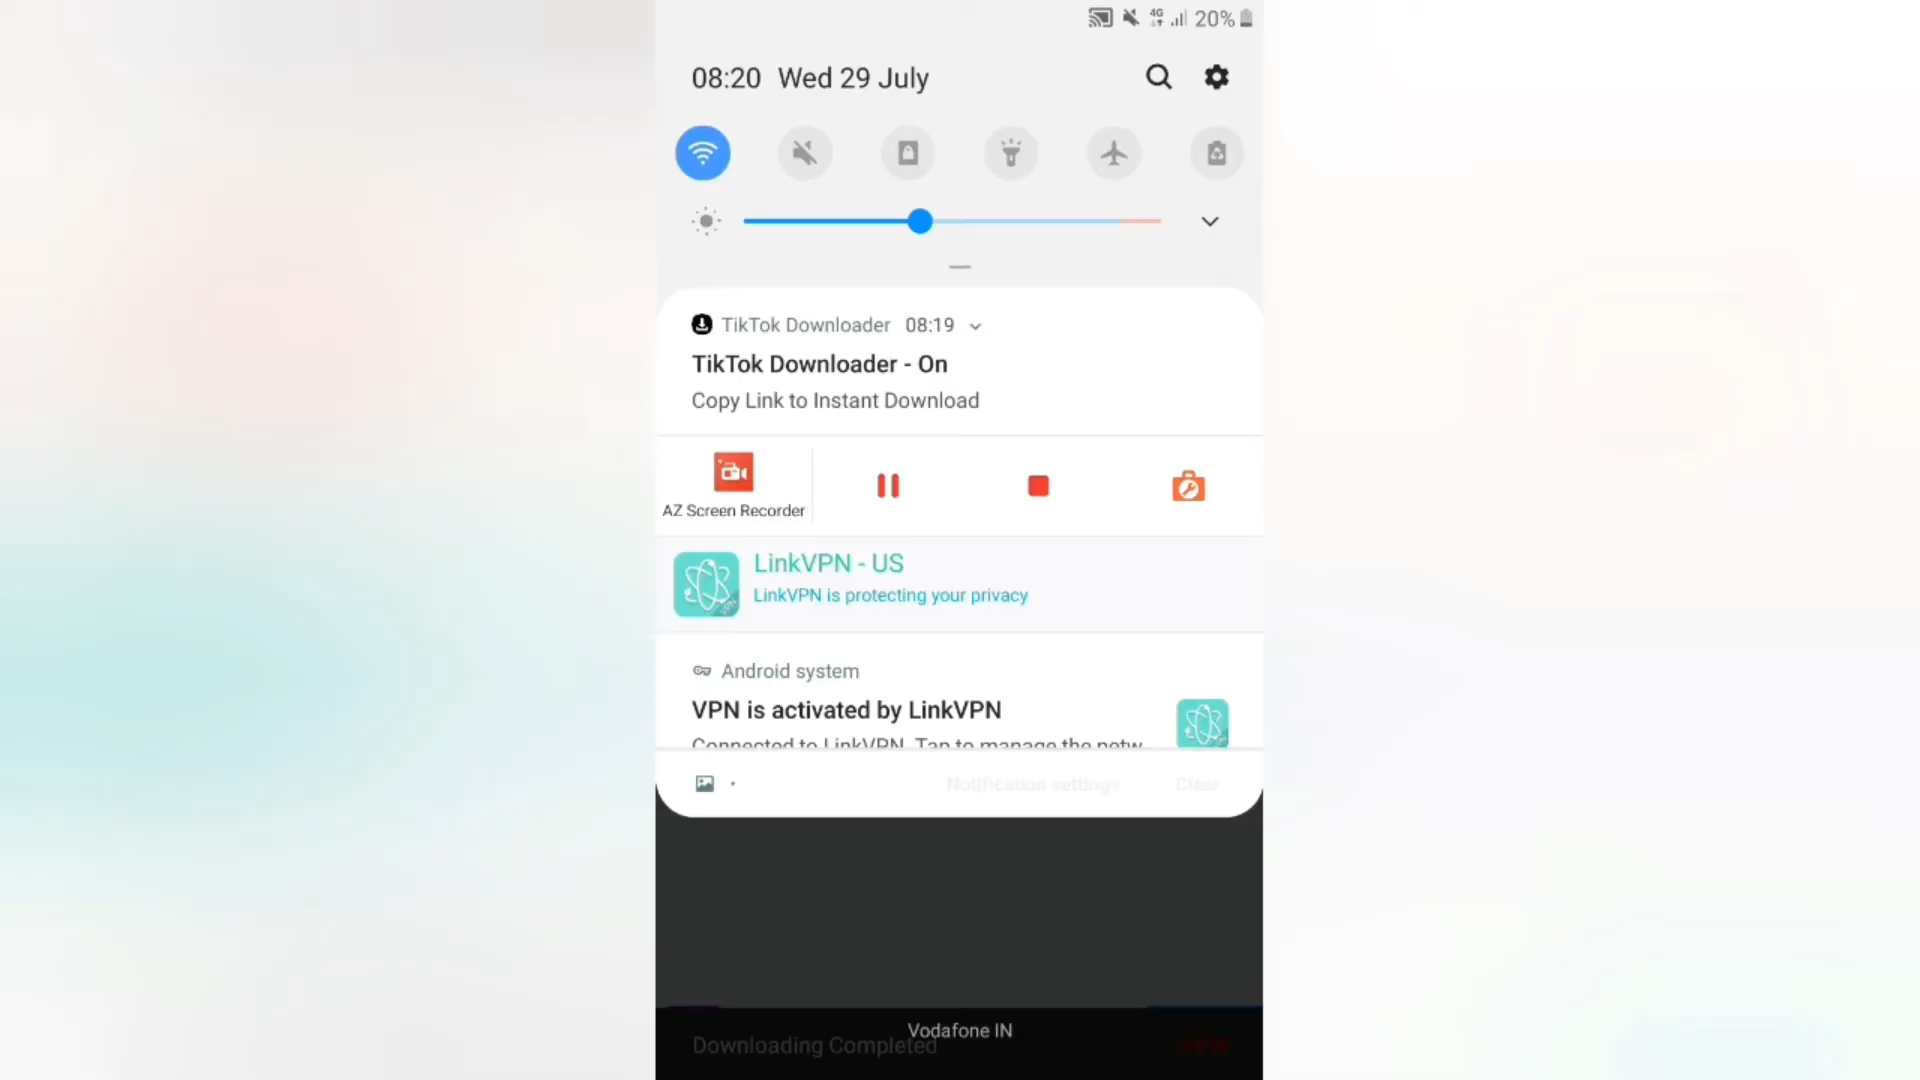 4G 20%
08:20 Wed 29 July
TikTok Downloader 08:19
TikTok Downloader - On
Copy Link to Instant Download
AZ Screen Recorder
LinkVPN - US
LinkVPN is protecting your privacy
VPN
Android system
VPN is activated by LinkVPN
Connected to LinkVPN. Tap to manage the netw
Notification settings Clear
Vodafone IN
Downloading Completed